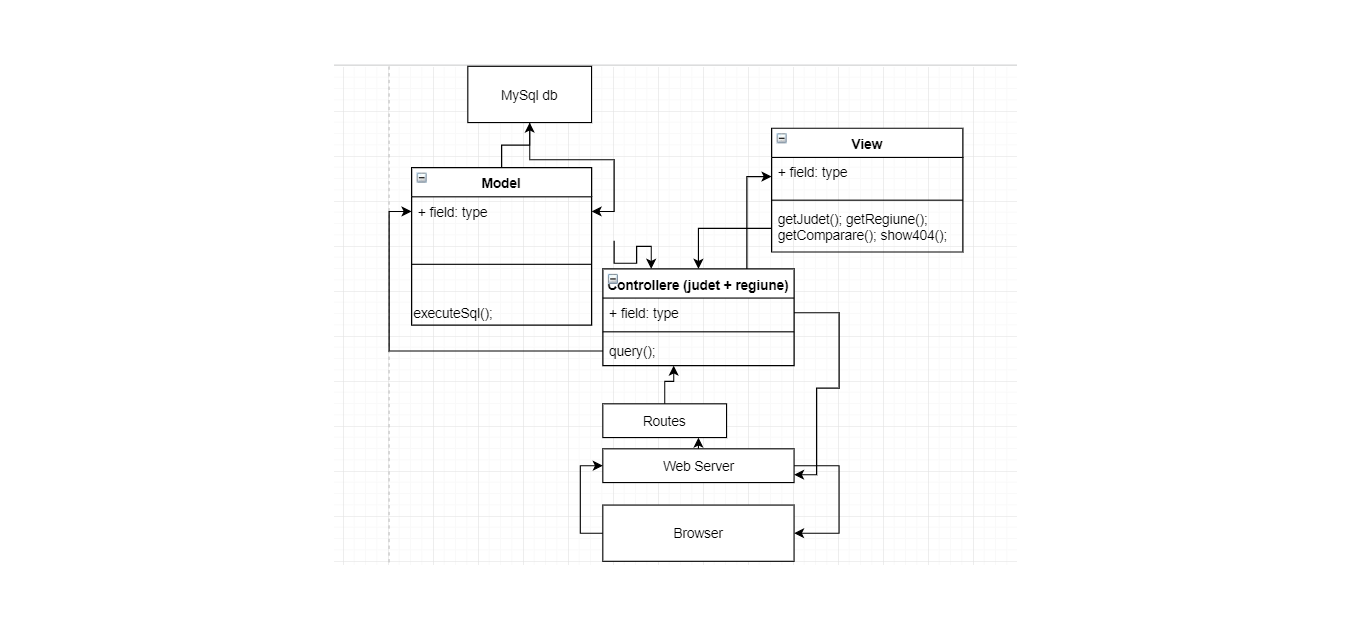 MySql db
View
+ field: type
getJudet(); getRegiune();
getComparare(); show404();
Model
+ field: type
executeSql();
Controllere (judet + regiune)
+ field: type
query();
Routes
Web Server
Browser